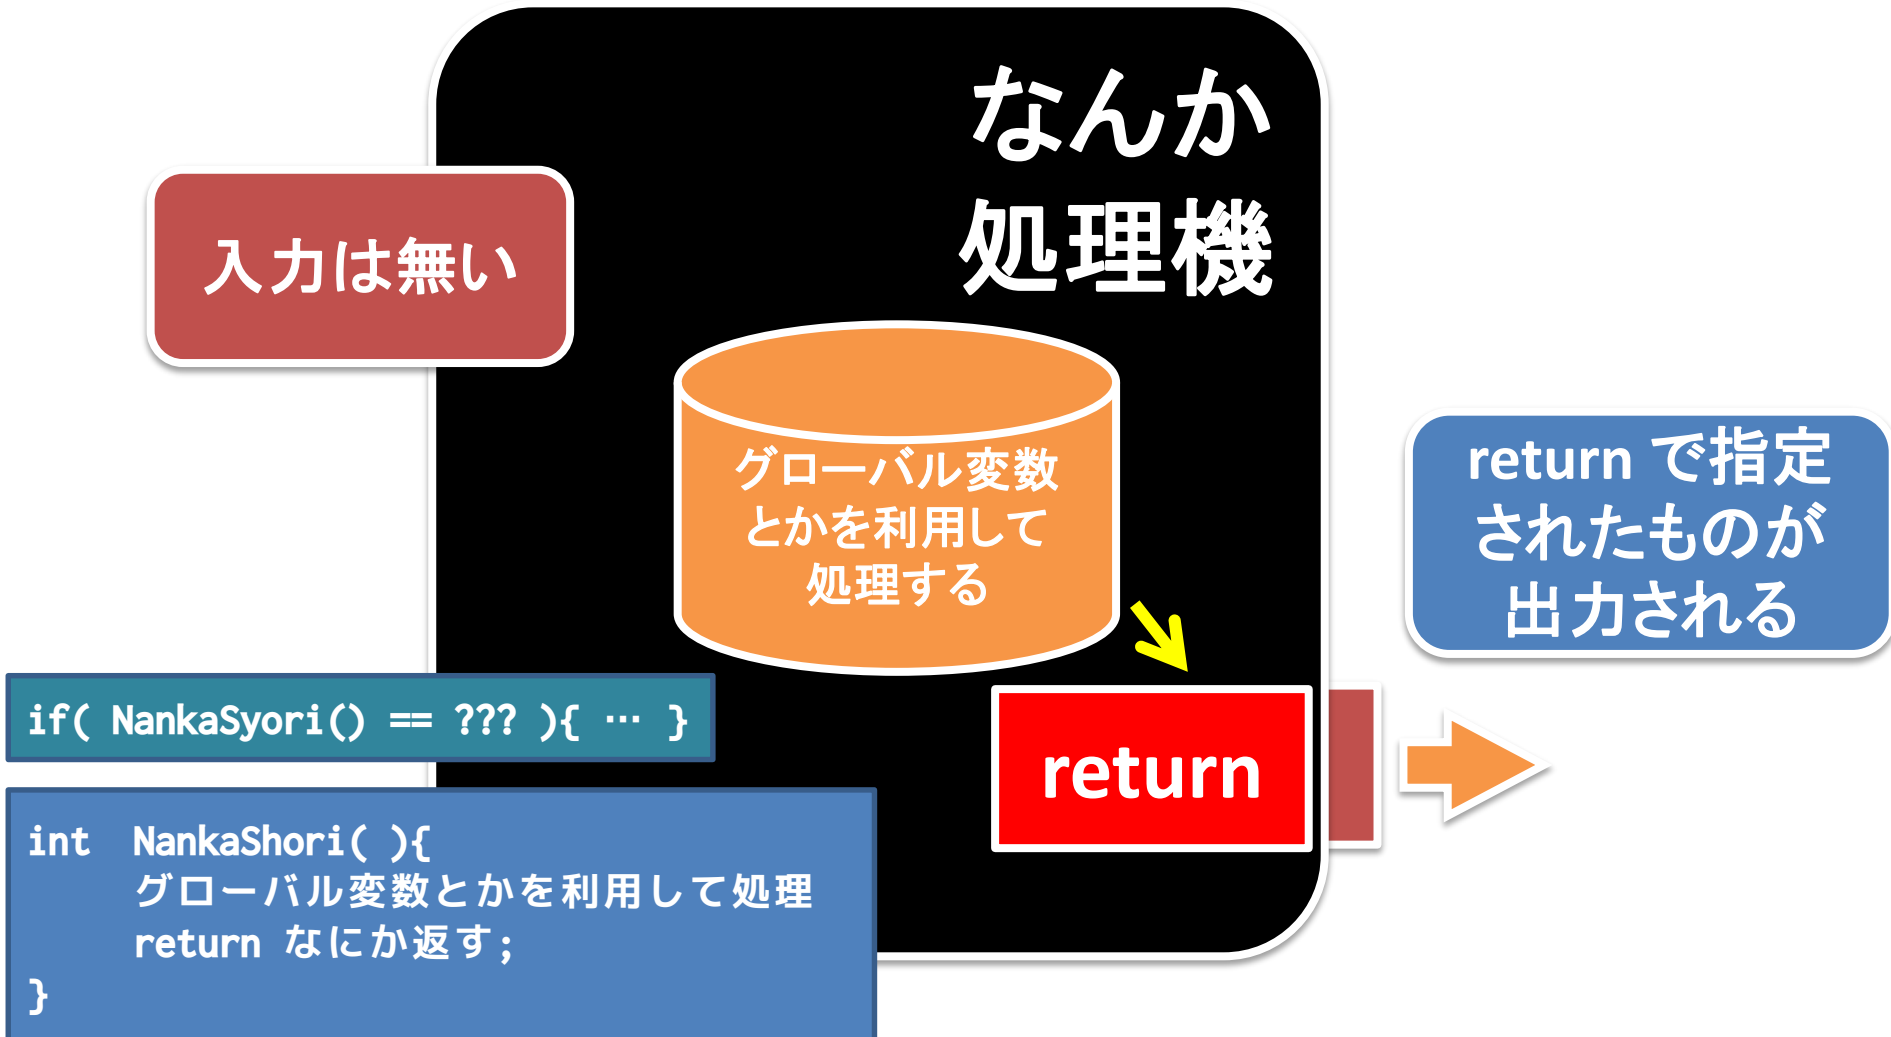 なんか
処理機
入力は無い
グローバル変数
とかを利用して
処理する
return で指定
されたものが
出力される
if( NankaSyori() == ??? ){ … }
return
int NankaShori( ){
グローバル変数とかを利用して処理
return なにか返す;
}